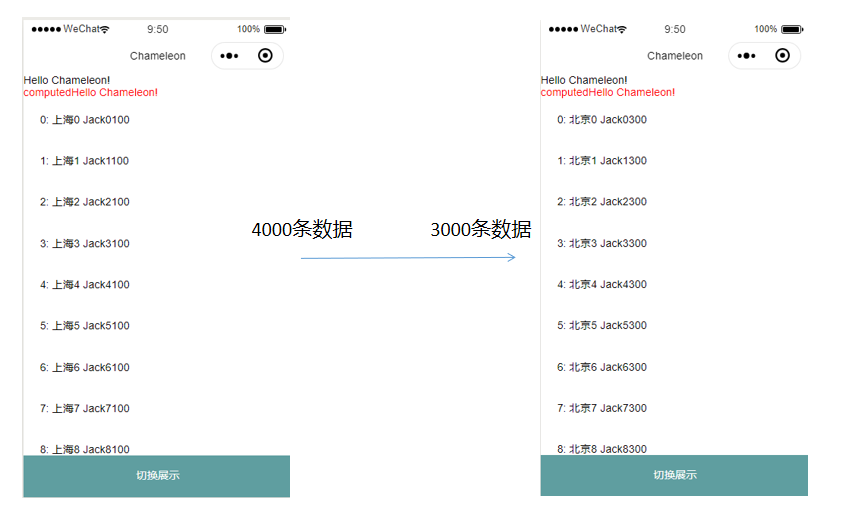 WeChat 9:50 100%
Chameleon
Hello Chameleon!
computedHello Chameleon!
0: 上海0 Jack0100
1: 上海1 Jack1100
2: 上海2 Jack2100
3: 上海3 Jack3100
4: 上海4 Jack4100
5: 上海5 Jack5100
6: 上海6 Jack6100
7: 上海7 Jack7100
8: 上海8 Jack8100
切换展示
4000条数据
3000条数据
WeChat 9:50 100%
Chameleon
Hello Chameleon!
computedHello Chameleon!
0: 北京0 Jack0300
1: 北京1 Jack1300
2: 北京2 Jack2300
3: 北京3 Jack3300
4: 北京4 Jack4300
5: 北京5 Jack5300
6: 北京6 Jack6300
7: 北京7 Jack7300
8: 北京8 Jack8300
切换展示